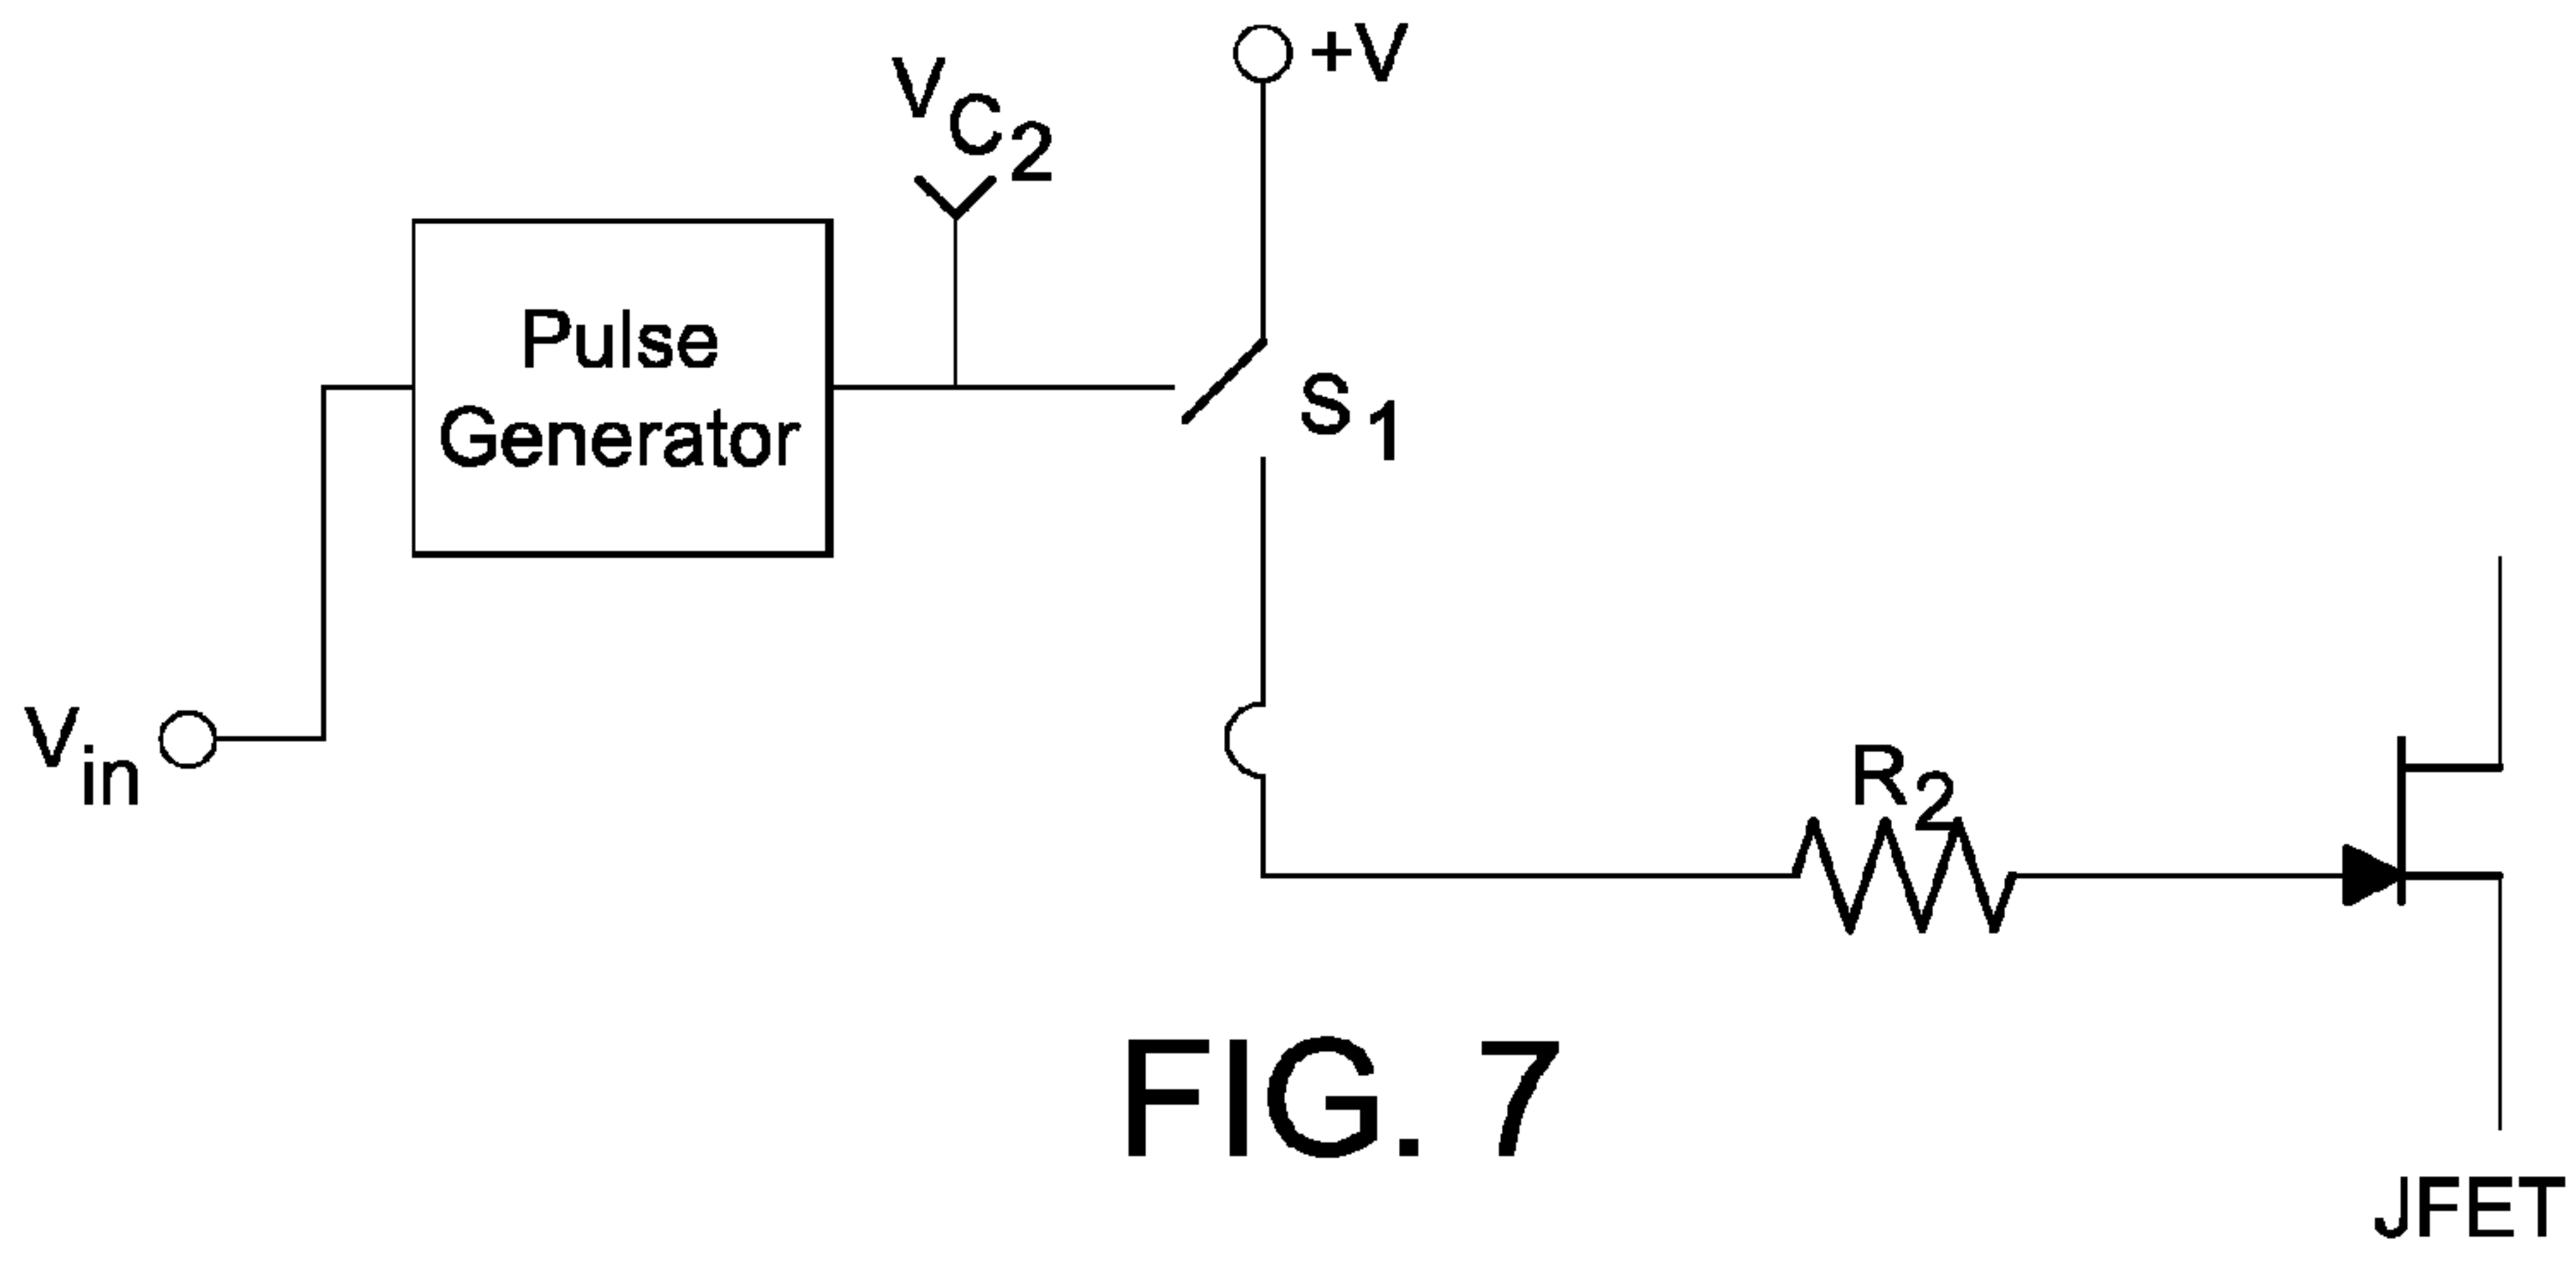 +V
VC2
Pulse
Generator
S1
Vin
R2
FIG. 7
JFET